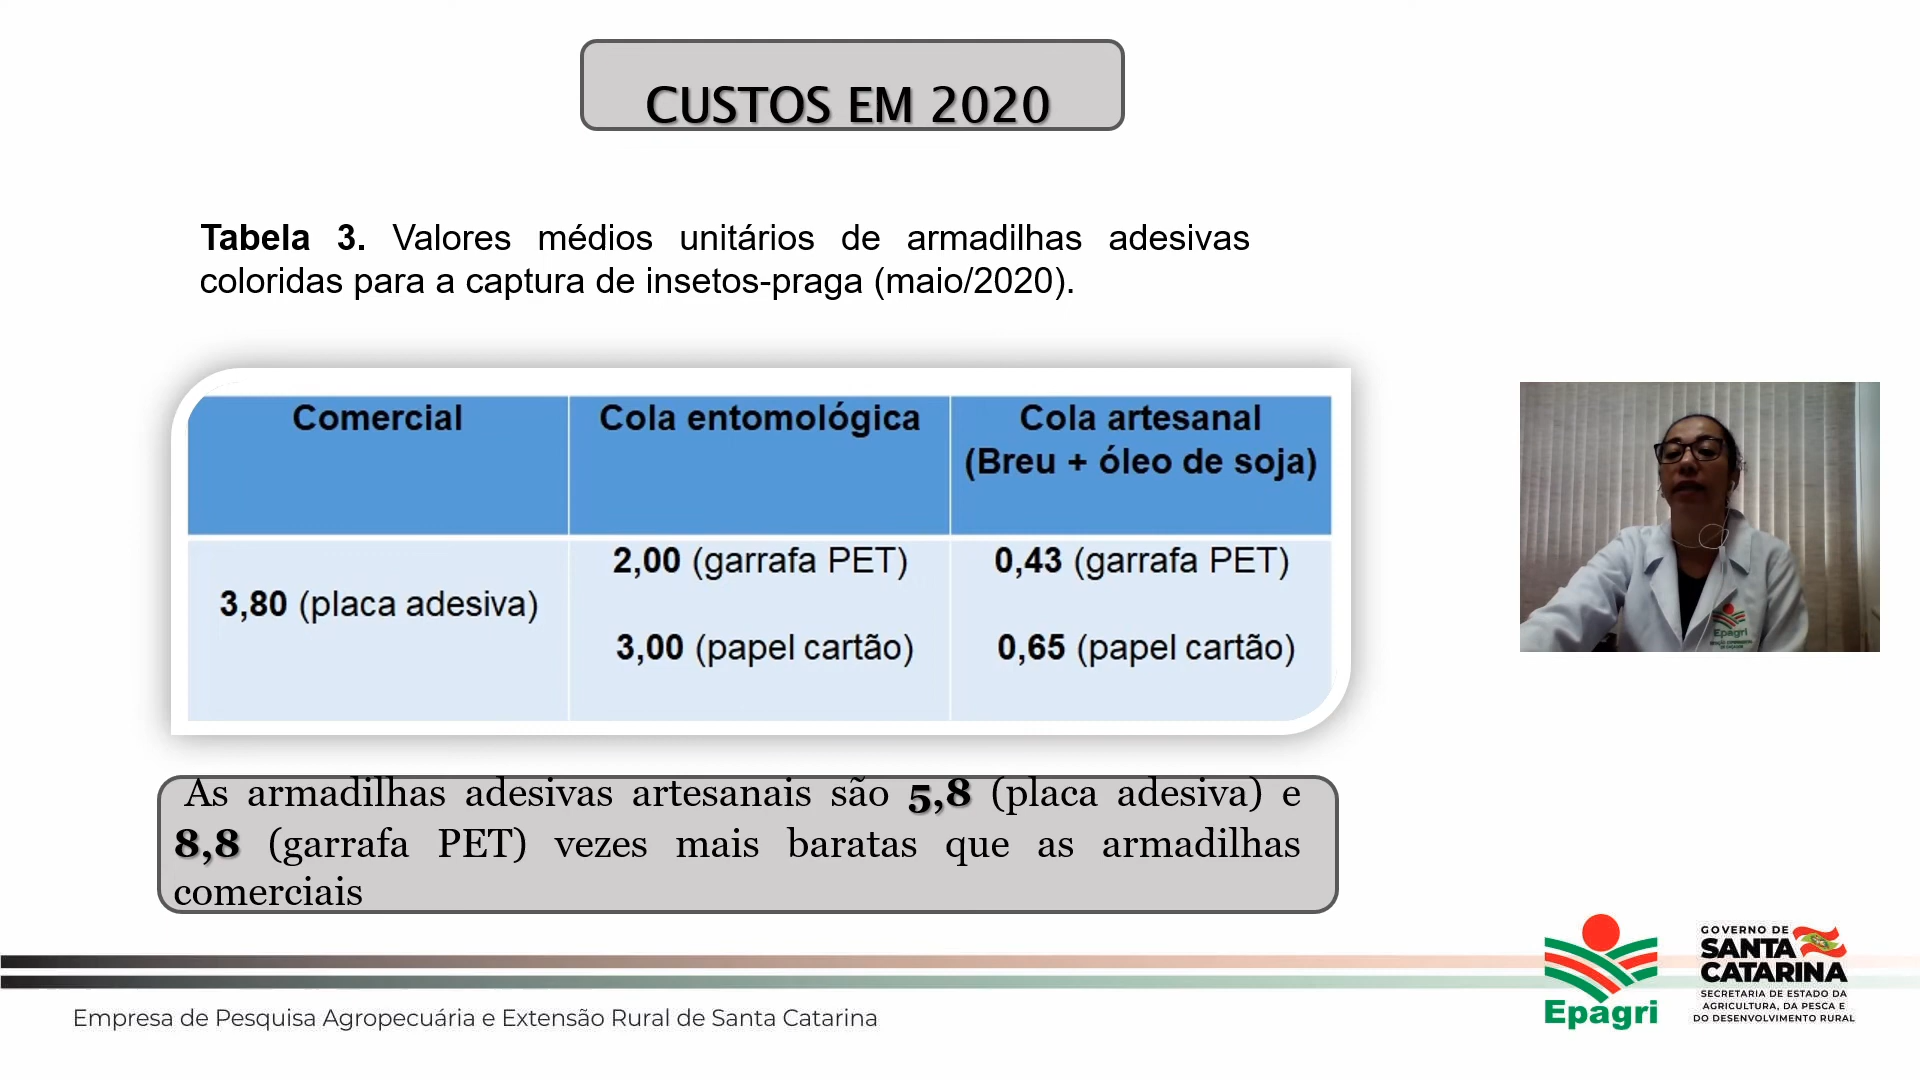 CUSTOS EM 2020
Tabela 3. Valores médios unitários de armadilhas adesivas
coloridas para a captura de insetos-praga (maio/2020).
Comercial
Cola entomológica
Cola artesanal
(Breu + óleo de soja)
3,80 (placa adesiva)
2,00 (garrafa PET)
3,00 (papel cartão)
0,43 (garrafa PET)
0,65 (papel cartão)
As armadilhas adesivas artesanais são 5,8 (placa adesiva) e
8,8 (garrafa PET) vezes mais baratas que as armadilhas
comerciais
Epagri
Empresa de Pesquisa Agropecuária e Extensão Rural de Santa Catarina
Epagri
GOVERNO DE
SANTA
CATARINA
SECRETARIA DE ESTADO DA
AGRICULTURA, DA PESCA E
DO DESENVOLVIMENTO RURAL